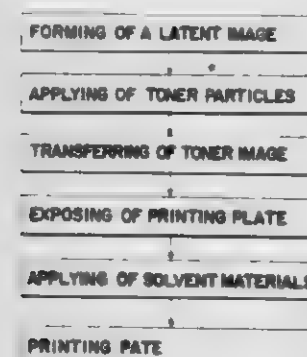 FORMING OF A LATENT IMAGE
APPLYING OF TONER PARTICLES
TRANSFERRING OF TONER IMAGE
EXPOSING OF PRINTING PLATE
APPLYING OF SOLVENT MATERIALS
PRINTING PATE